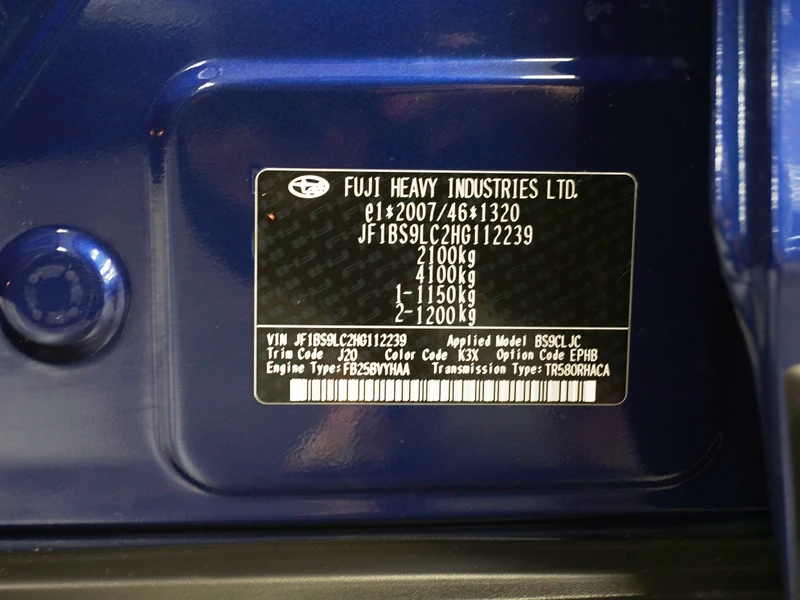 FUJI HEAVY INDUSTRIES LTD.
e1*2007/46*1320
JF1BS9LC2HG112239
2100kg
4100kg
1-1150kg
2-1200kg
VIN JF1BS9LC2HG112239 Applied Model BS9CLJC
Trim Code J20 Color Code K3X Option Code EPHB
Engine Type:FB25BVYHAA Transmission Type:TR580RHACA